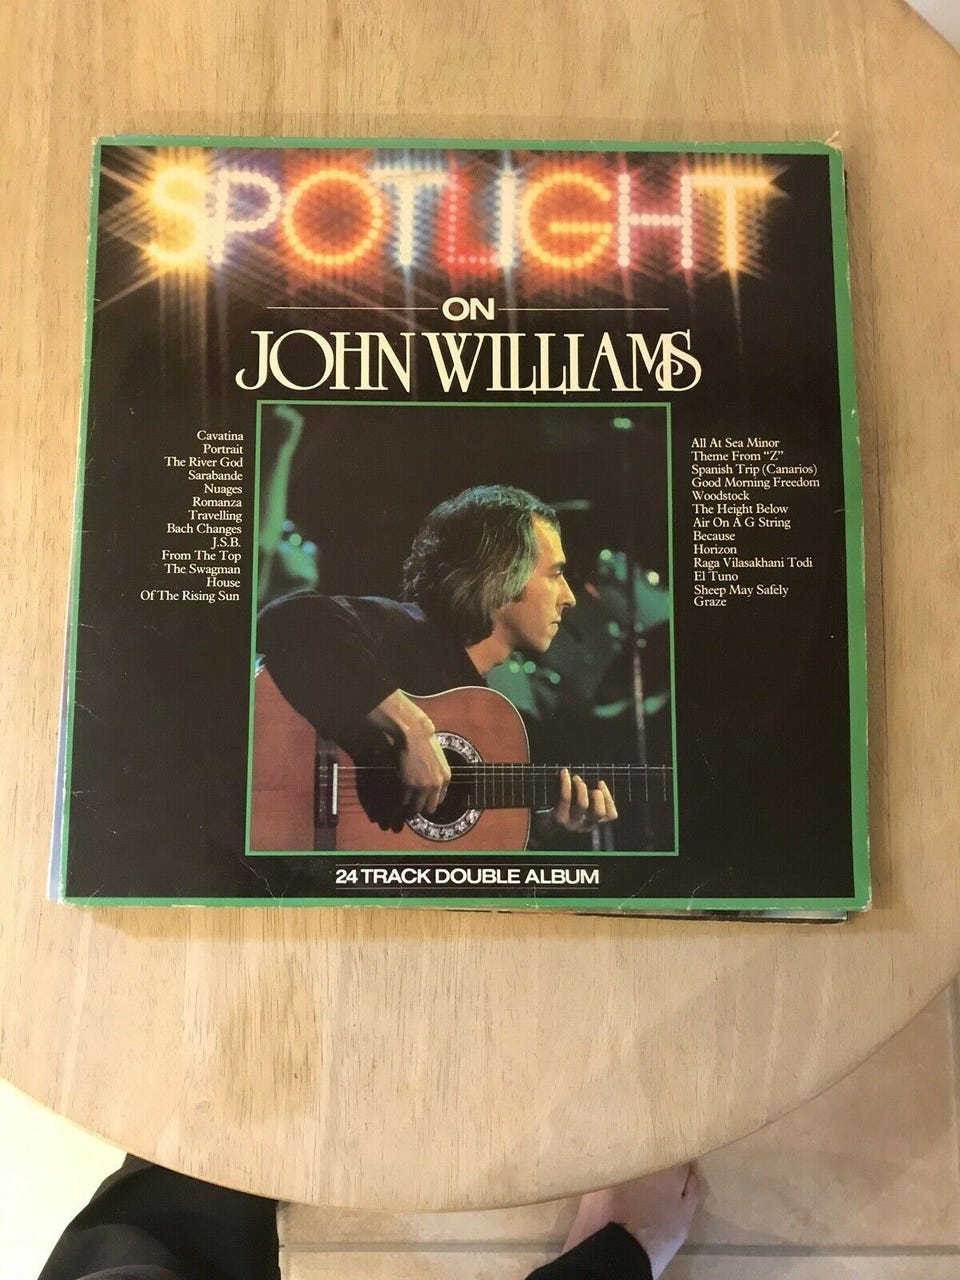 SPOTLIGHT
ON
JOHN WILLIAMS
Cavatina
Portrait
The River God
Sarabande
Nuages
Romanza
Travelling
Bach Changes
J.S.B.
From The Top
The Swagman
House
Of The Rising Sun
All At Sea Minor
Theme From “Z”
Spanish Trip (Canarios)
Good Morning Freedom
Woodstock
The Height Below
Air On A G String
Because
Horizon
Raga Vilasakhani Todi
El Tuno
Sheep May Safely
Graze
24 TRACK DOUBLE ALBUM